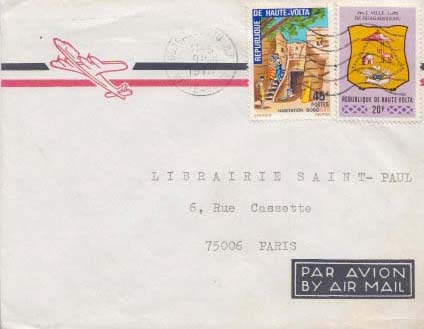 REPUBLIQUE DE HAUTE-VOLTA
45F
POSTES
HABITATION BOBO
VILLE
DE OUAGADOUGOU
REPUBLIQUE DE HAUTE-VOLTA
20F
LIBRAIRIE SAINT-PAUL
6, Rue Cassette
75006 PARIS
PAR AVION
BY AIR MAIL